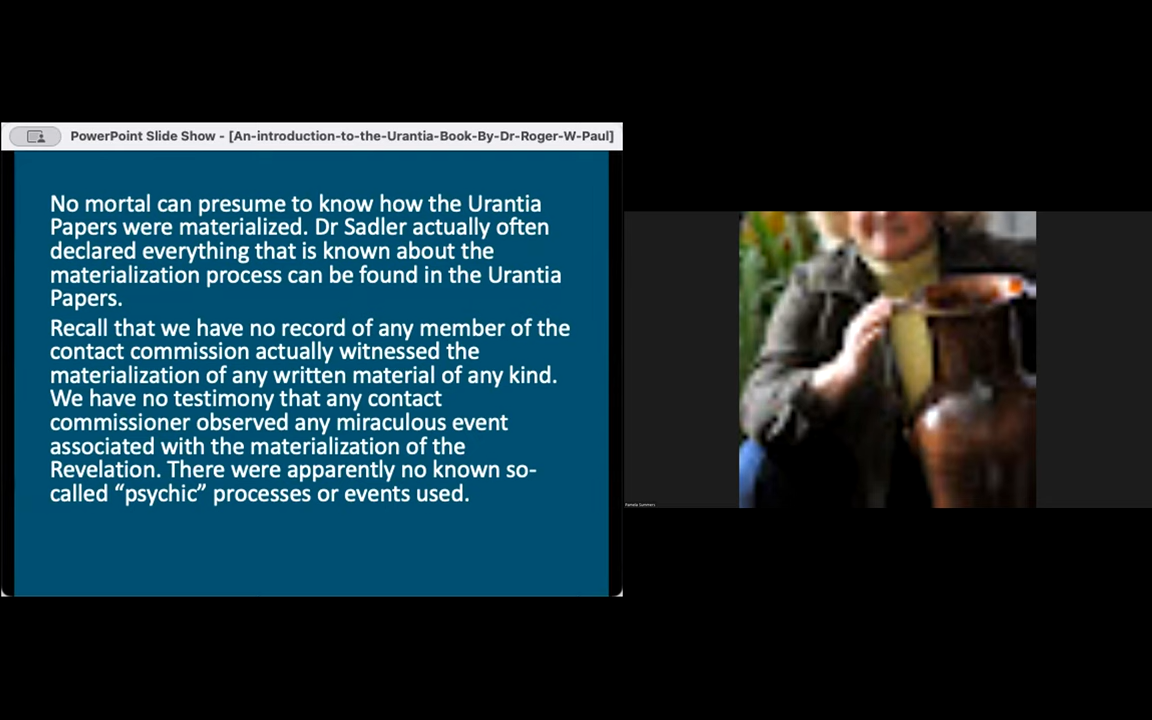 PowerPoint Slide Show - [An-introduction-to-the-Urantia-Book-By-Dr-Roger-W-Paul]
No mortal can presume to know how the Urantia
Papers were materialized. Dr Sadler actually often
declared everything that is known about the
materialization process can be found in the Urantia
Papers.
Recall that we have no record of any member of the
contact commission actually witnessed the
materialization of any written material of any kind.
We have no testimony that any contact
commissioner observed any miraculous event
associated with the materialization of the
Revelation. There were apparently no known so-
called “psychic” processes or events used.
Pamela Summers